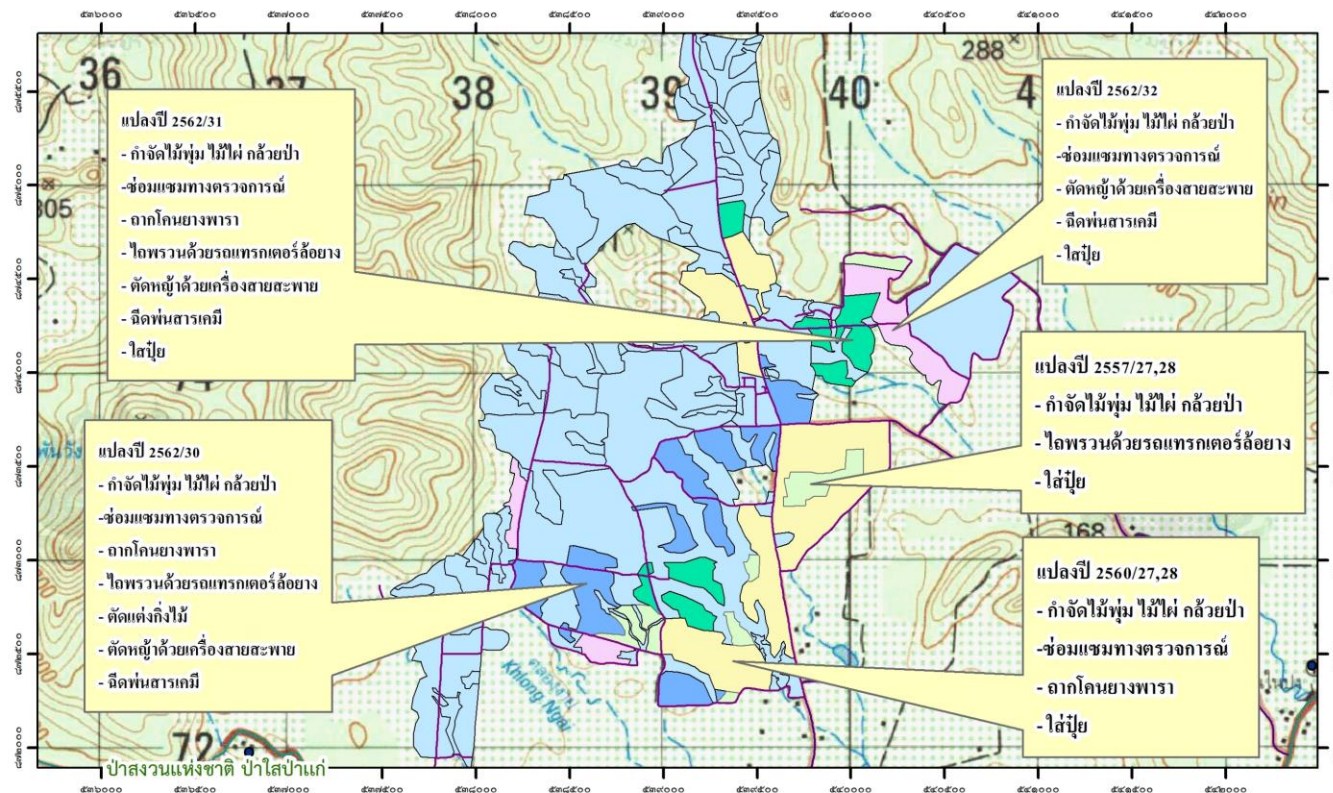 36
37
38
39
40
4
288
แปลงปี 2562/31
- กำจัดไม้พุ่ม ไม้ไผ่ กล้วยป่า
-ซ่อมแซมทางตรวจการณ์
- ถากโคนยางพารา
- ไถพรวนด้วยรถแทรกเตอร์ล้อยาง
- ตัดหญ้าด้วยเครื่องสายสะพาย
- ฉีดพ่นสารเคมี
- ใส่ปุ๋ย
แปลงปี 2562/32
- กำจัดไม้พุ่ม ไม้ไผ่ กล้วยป่า
-ซ่อมแซมทางตรวจการณ์
- ตัดหญ้าด้วยเครื่องสายสะพาย
- ฉีดพ่นสารเคมี
- ใส่ปุ๋ย
305
แปลงปี 2557/27,28
- กำจัดไม้พุ่ม ไม้ไผ่ กล้วยป่า
- ไถพรวนด้วยรถแทรกเตอร์ล้อยาง
-ใส่ปุ๋ย
แปลงปี 2562/30
- กำจัดไม้พุ่ม ไม้ไผ่ กล้วยป่า
-ซ่อมแซมทางตรวจการณ์
- ถากโคนยางพารา
- ไถพรวนด้วยรถแทรกเตอร์ล้อยาง
- ตัดแต่งกิ่งไม้
- ตัดหญ้าด้วยเครื่องสายสะพาย
- ฉีดพ่นสารเคมี
168
แปลงปี 2560/27,28
- กำจัดไม้พุ่ม ไม้ไผ่ กล้วยป่า
-ซ่อมแซมทางตรวจการณ์
- ถากโคนยางพารา
- ใส่ปุ๋ย
Khlong Ngai
72
ป่าสงวนแห่งชาติ ป่าใสป่าแก่